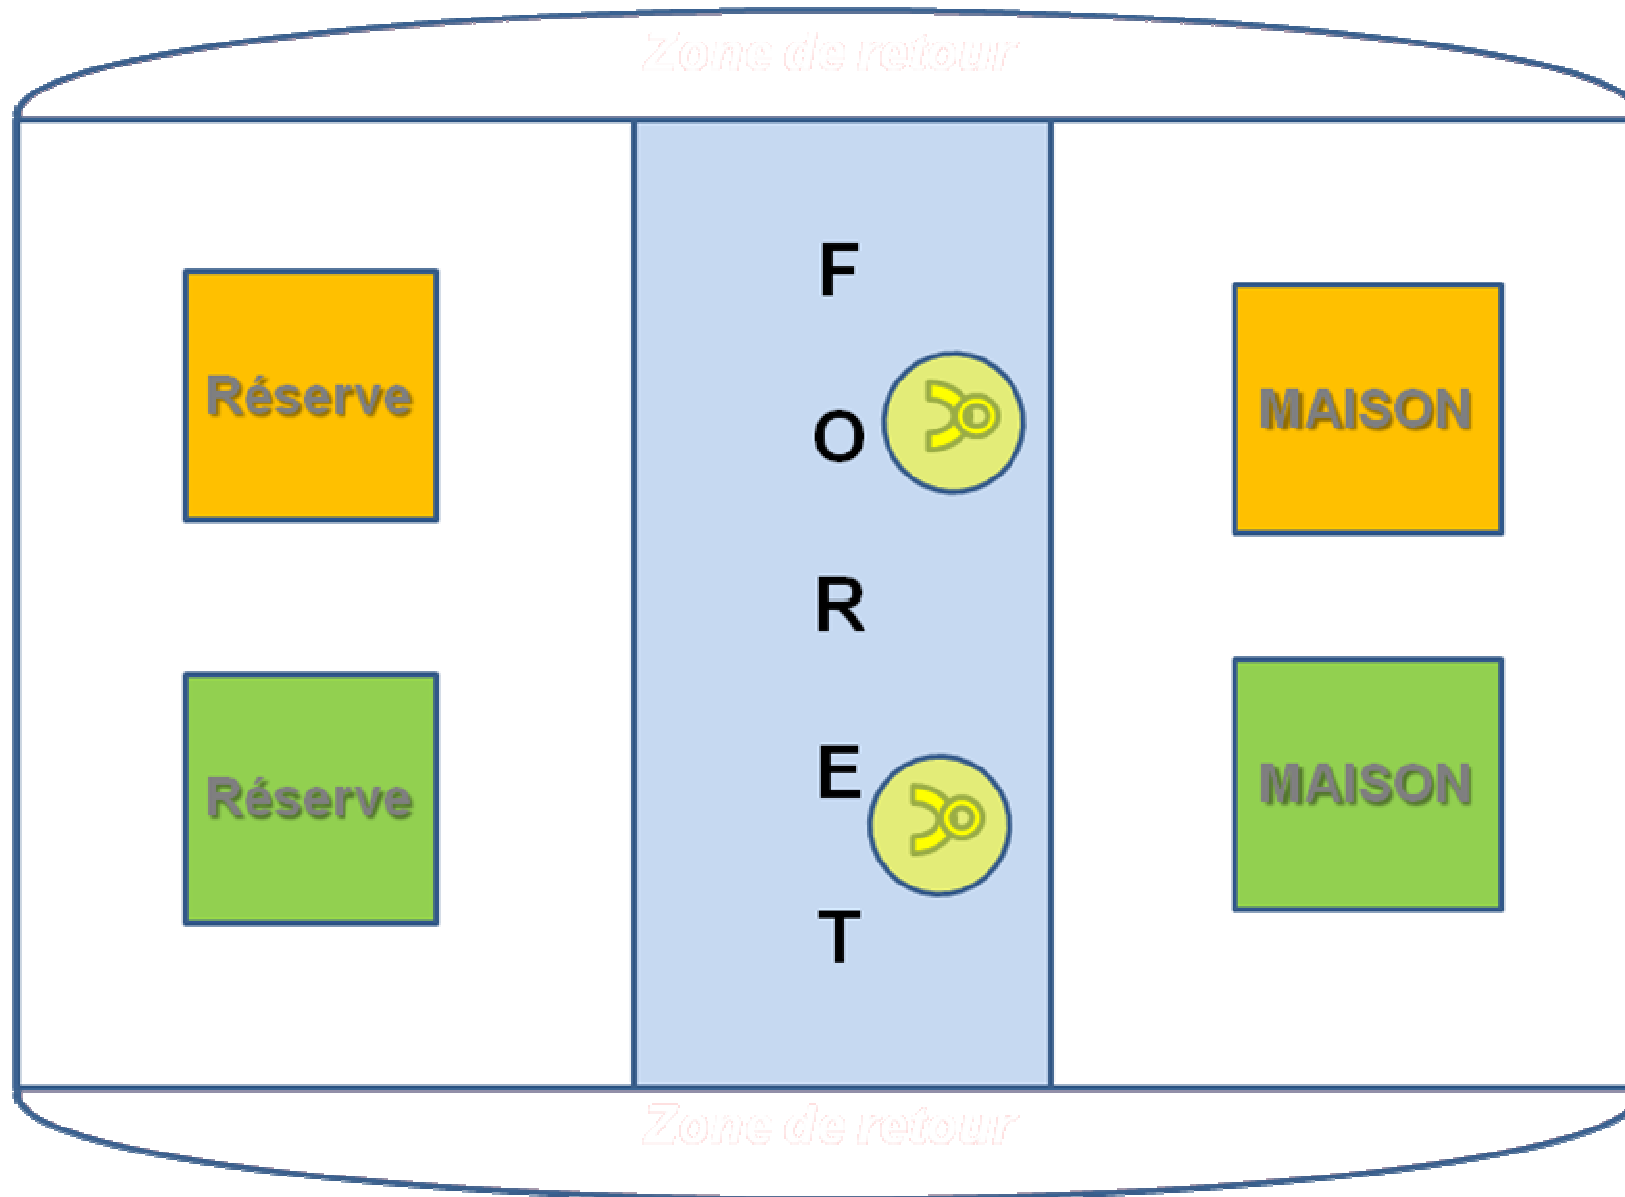 Zone de retour
F
O
R
E
T
Réserve
MAISON
Réserve
MAISON
Zone de retour